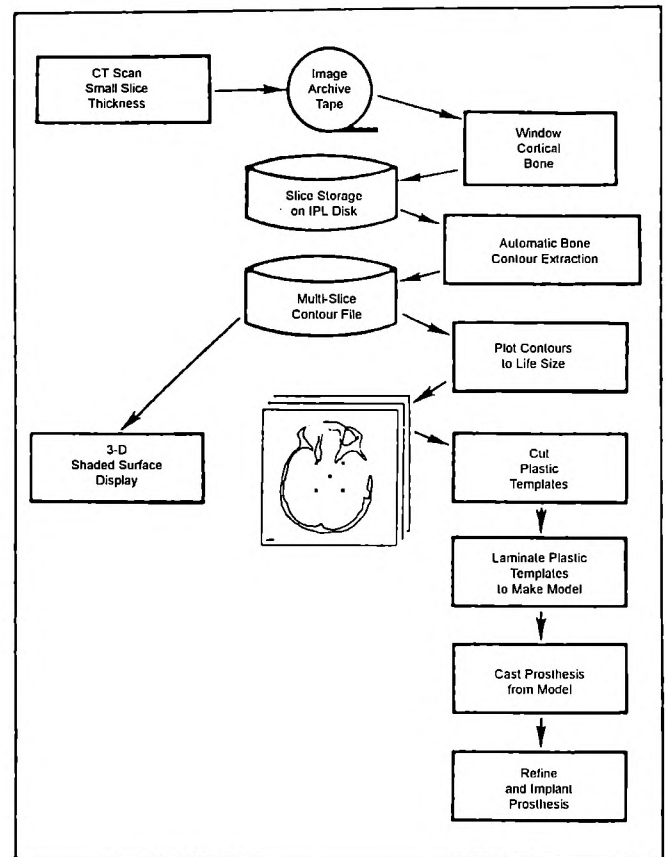 CT Scan
Small Slice
Thickness
Image
Archive
Tape
Window
Cortical
Bone
Slice Storage
on IPL Disk
Automatic Bone
Contour Extraction
Multi-Slice
Contour File
Plot Contours
to Life Size
3-D
Shaded Surface
Display
Cut
Plastic
Templates
Laminate Plastic
Templates
to Make Model
Cast Prosthesis
from Model
Refine
and Implant
Prosthesis